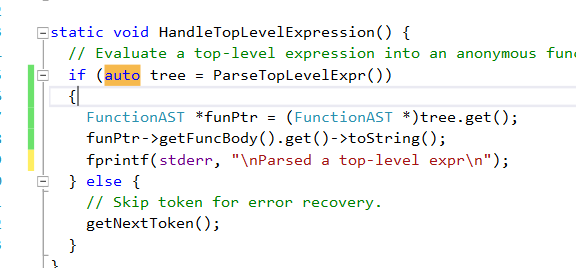 static void HandleTopLevelExpression() {
// Evaluate a top-level expression into an anonymous
if (auto tree = ParseTopLevelExpr())
{
FunctionAST *funPtr = (FunctionAST *)tree.get();
funPtr->getFuncBody().get()->toString();
fprintf(stderr, "\nParsed a top-level expr\n");
} else {
// Skip token for error recovery.
getNextToken();
}
}